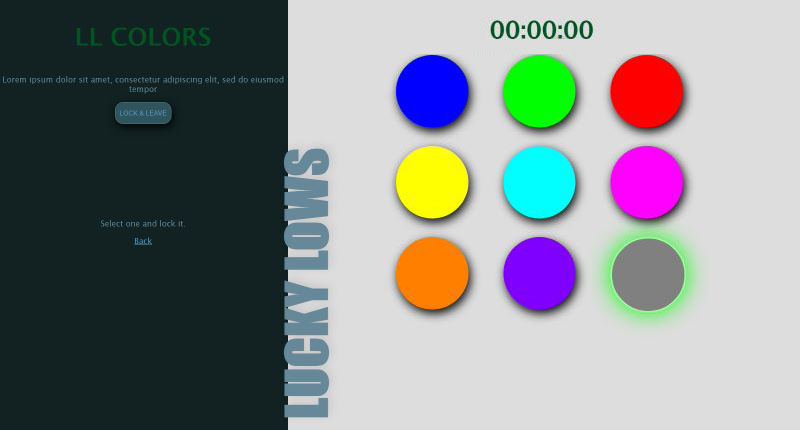 LL COLORS
Lorem ipsum dolor sit amet, consectetur adipiscing elit, sed do eiusmod
tempor
LOCK & LEAVE
Select one and lock it.
Back
LUCKY LOWS
00:00:00